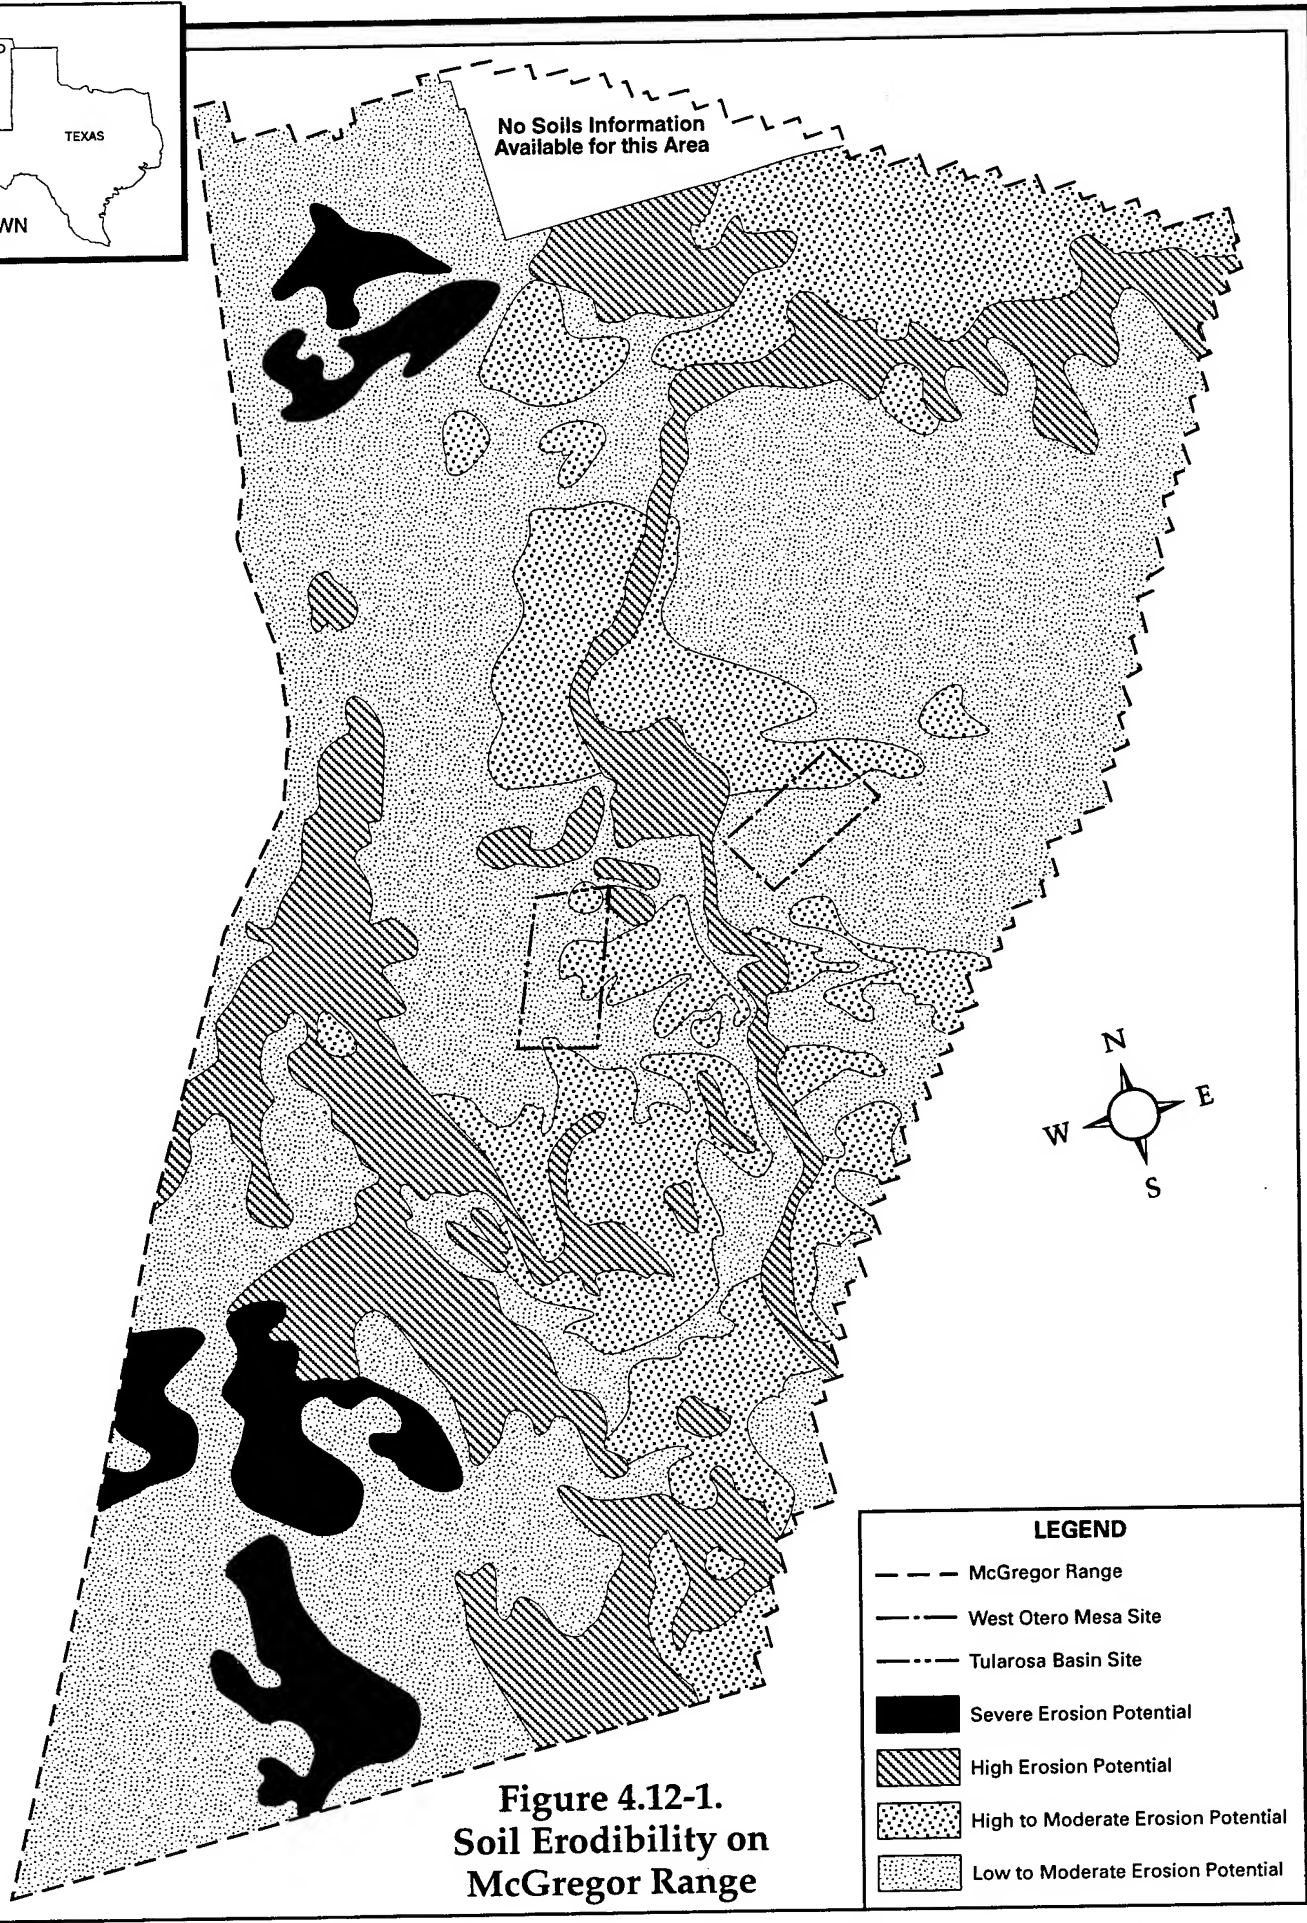 TEXAS
WN
No Soils Information
Available for this Area
N
E
W
S
LEGEND
McGregor Range
West Otero Mesa Site
Tularosa Basin Site
Severe Erosion Potential
High Erosion Potential
High to Moderate Erosion Potential
Low to Moderate Erosion Potential
Figure 4.12-1.
Soil Erodibility on
McGregor Range